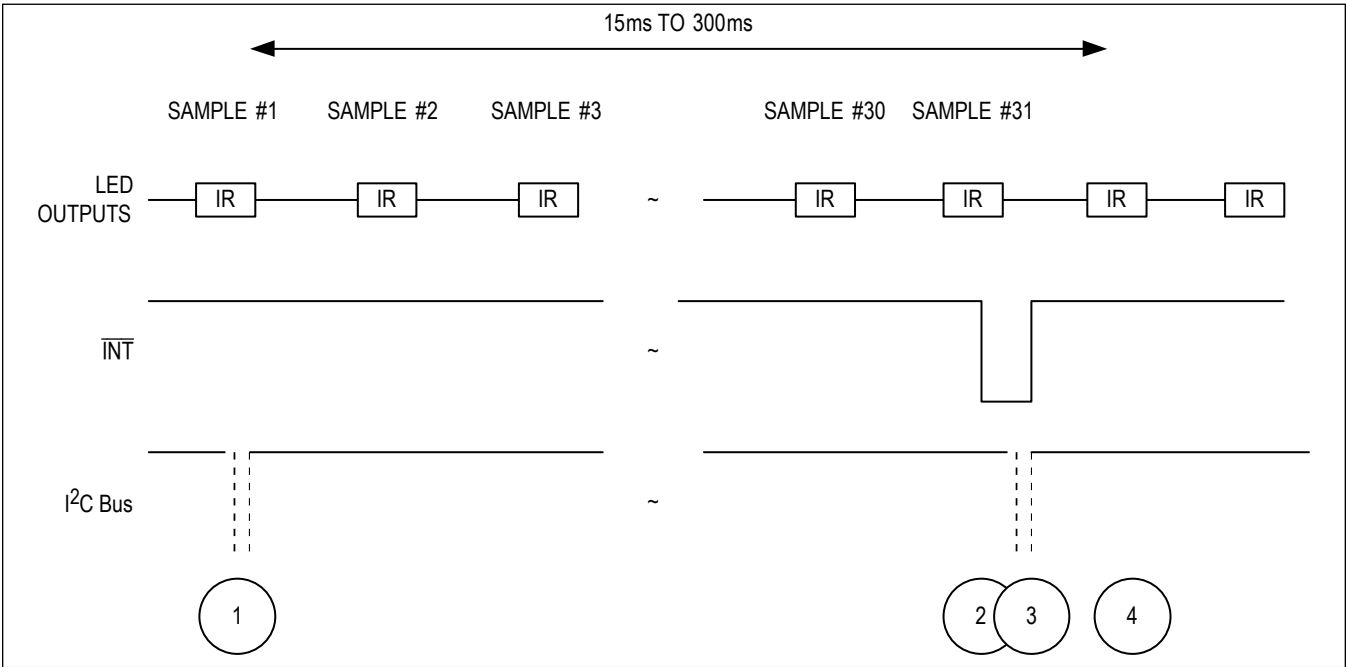 15ms TO 300ms
SAMPLE #1 SAMPLE #2 SAMPLE #3 SAMPLE #30 SAMPLE #31
LED
OUTPUTS
IR IR IR ~ IR IR IR IR
INT
~
I2C Bus
~
1 2 3 4